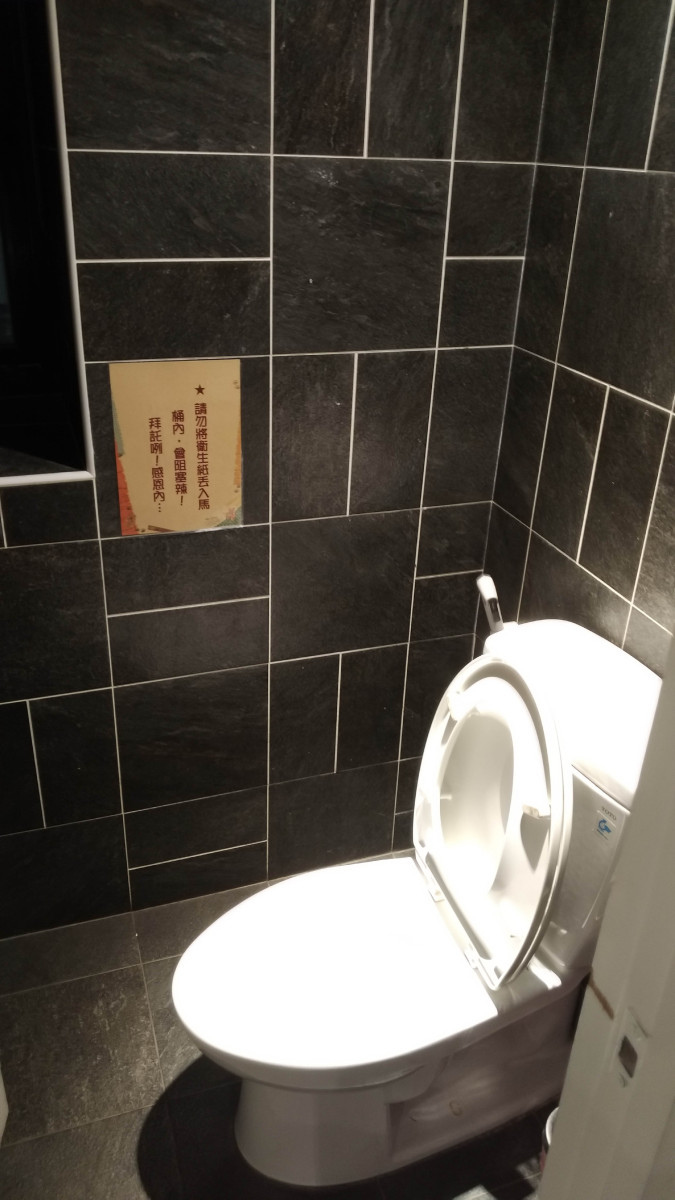 ★請勿將衛生紙丟入馬
桶內，會阻塞辣！
拜託咧！感恩內…